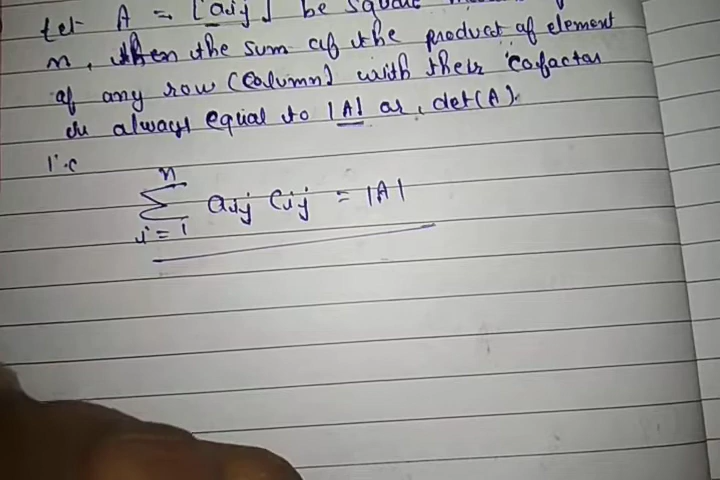 Let A = [aij] be square
n, then the sum of the product of element
of any row (column) with their cofactor
is always equal to |A| or, det(A).
i.e
n
∑ aij Cij = |A|
i=1